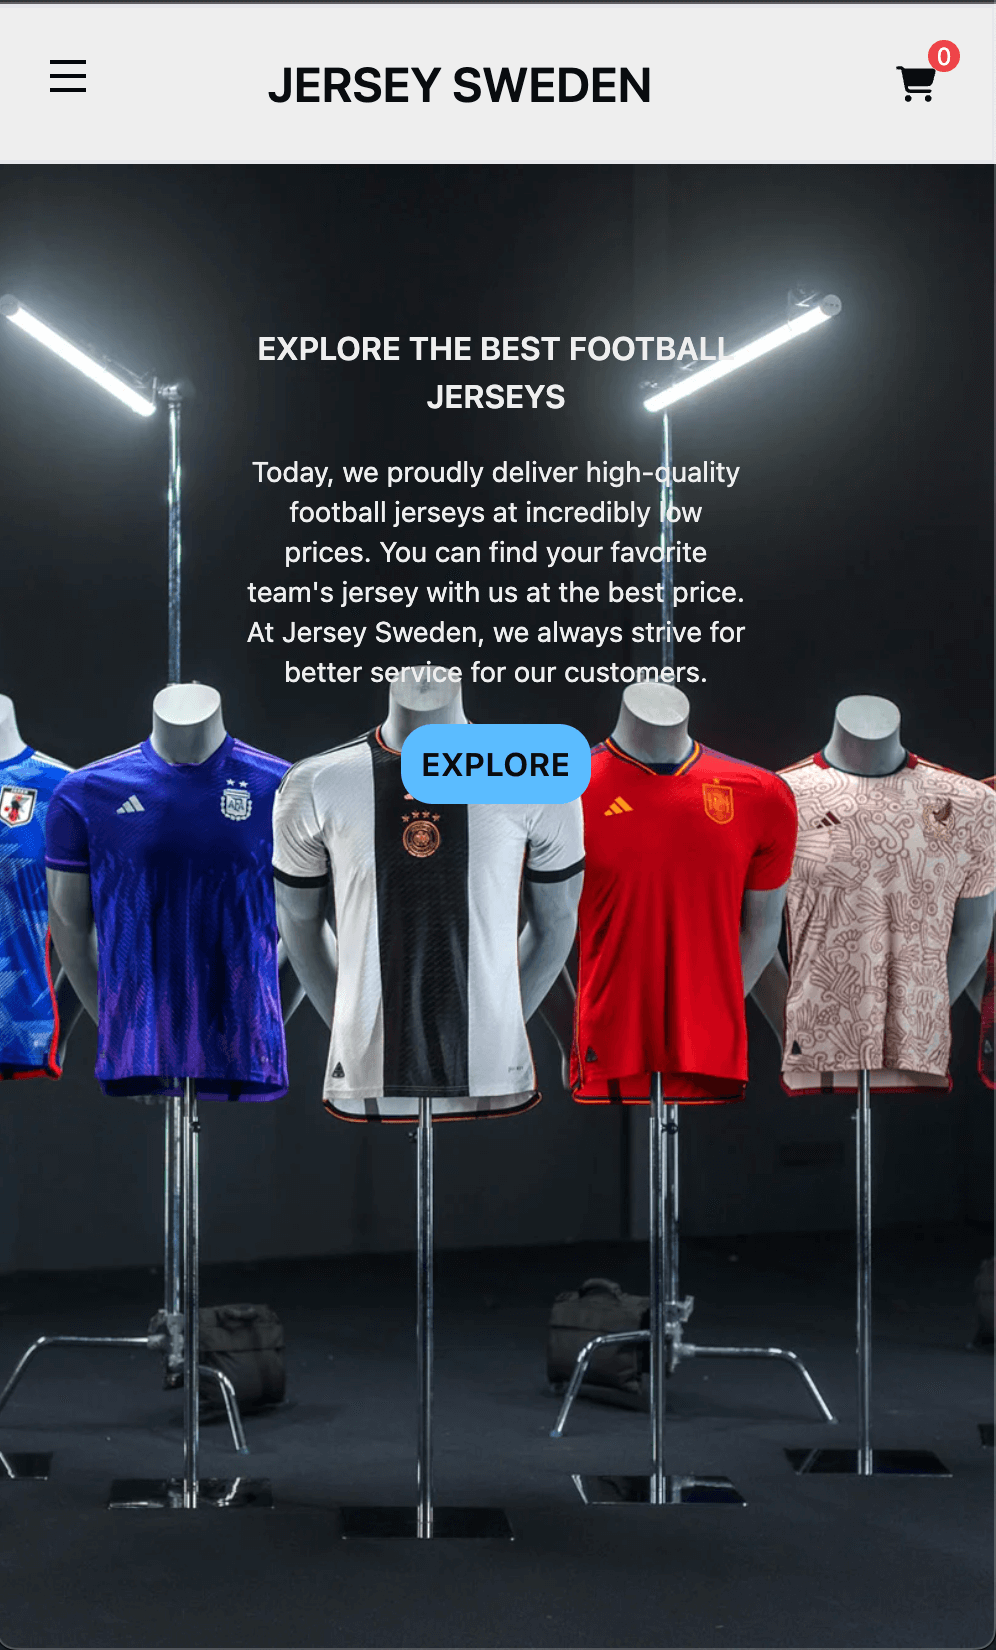 JERSEY SWEDEN
0
EXPLORE THE BEST FOOTBALL
JERSEYS
Today, we proudly deliver high-quality
football jerseys at incredibly low
prices. You can find your favorite
team's jersey with us at the best price.
At Jersey Sweden, we always strive for
better service for our customers.
EXPLORE
AFA